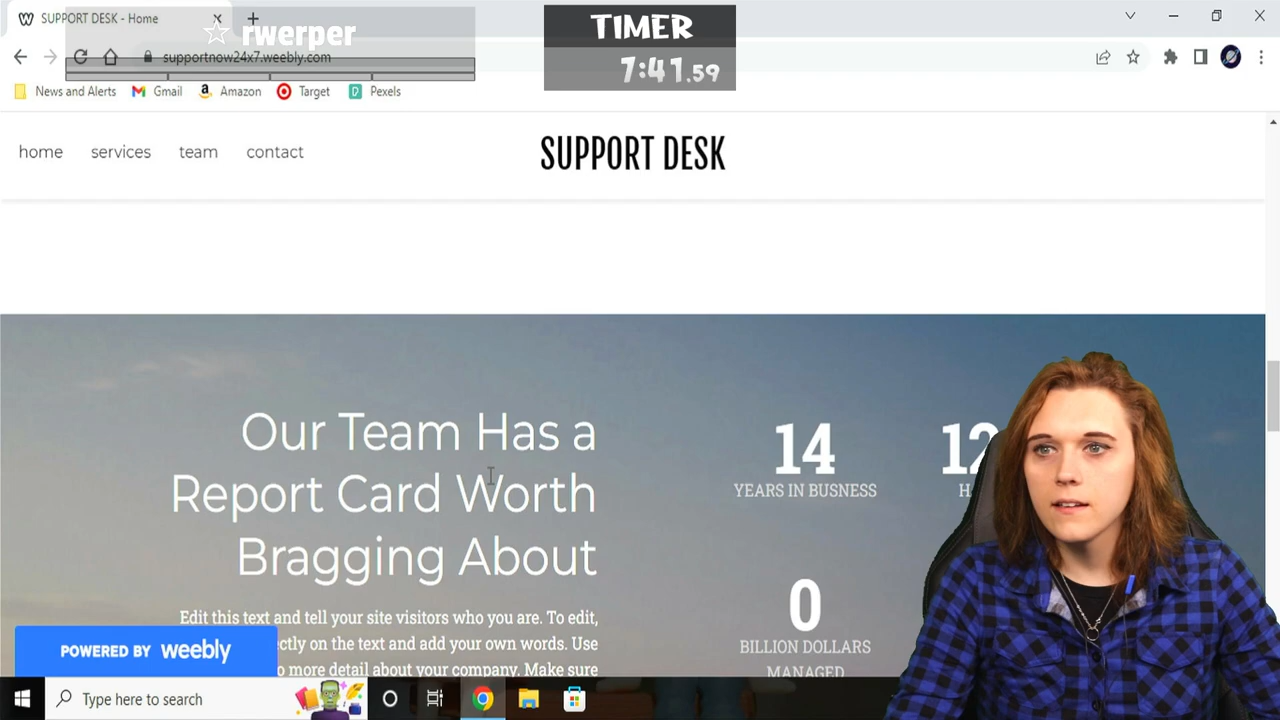 SUPPORT DESK - Home
rwerper
TIMER
7:41.59
supportnow24x7.weebly.com
News and Alerts
Gmail
Amazon
Target
Pexels
home
services
team
contact
SUPPORT DESK
Our Team Has a
Report Card Worth
Bragging About
14
YEARS IN BUSNESS
12
H
0
BILLION DOLLARS
MANAGED
Edit this text and tell your site visitors who you are. To edit,
ctly on the text and add your own words. Use
o more detail about your company. Make sure
POWERED BY weebly
Type here to search